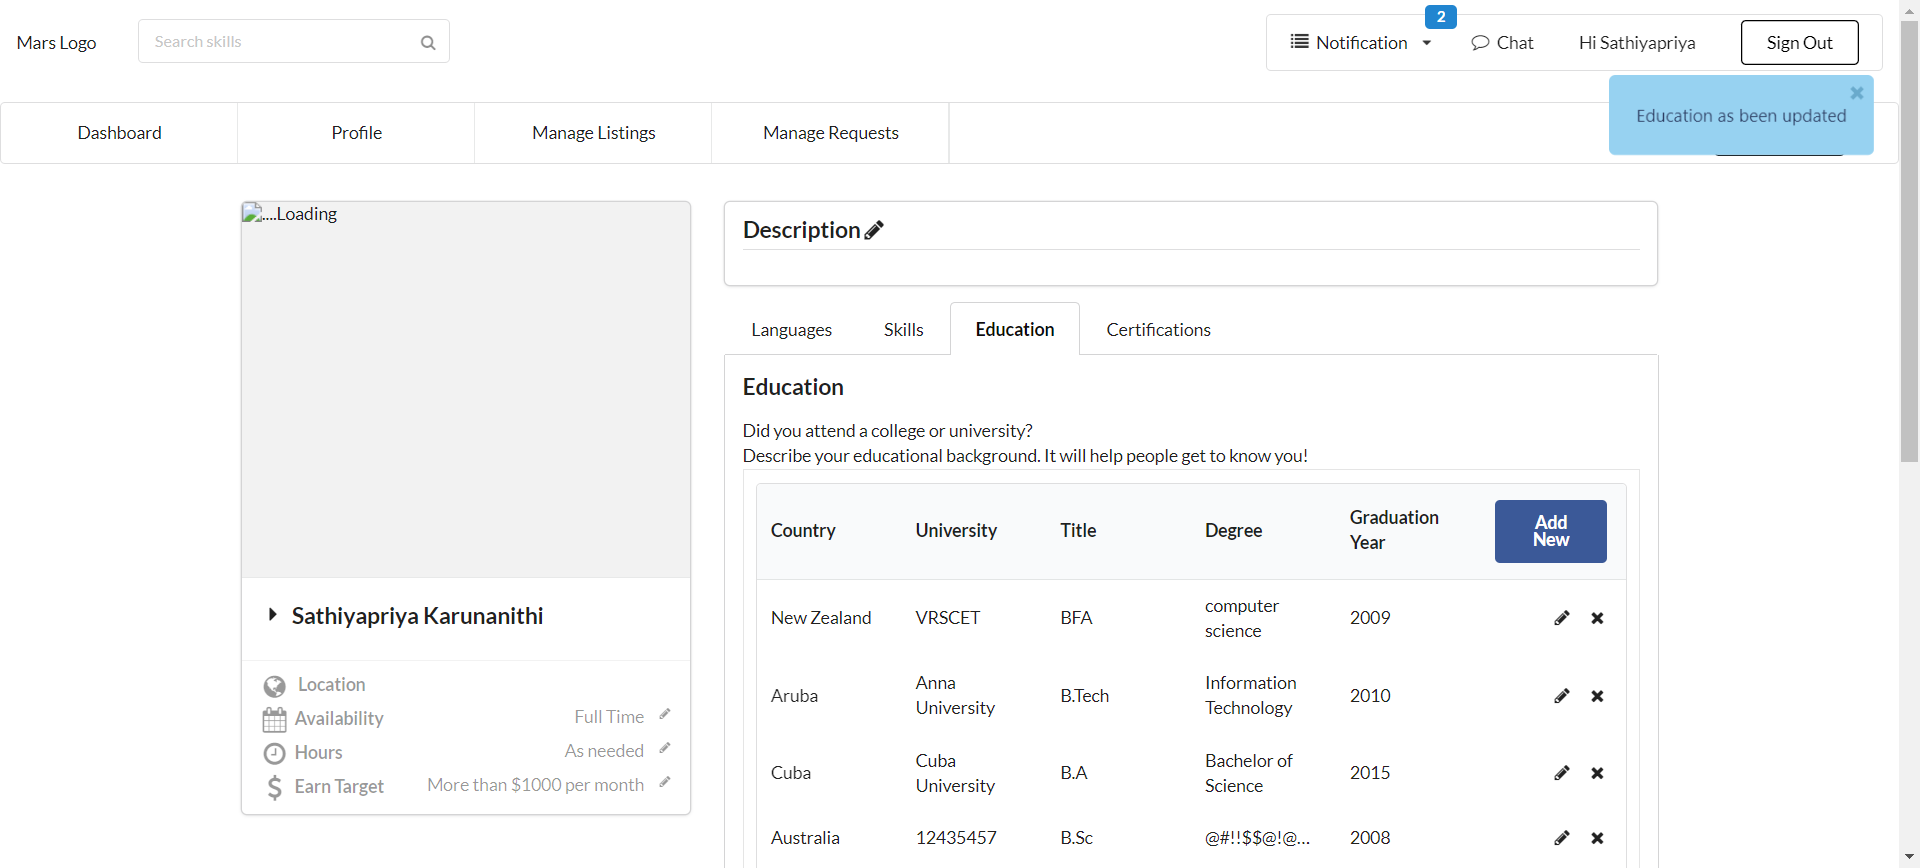 Mars Logo
Search skills
Notification
2
Chat
Hi Sathiyapriya
Sign Out
Education as been updated
Dashboard
Profile
Manage Listings
Manage Requests
....Loading
Sathiyapriya Karunanithi
Location
Availability
Full Time
Hours
As needed
Earn Target
More than $1000 per month
Description
Languages
Skills
Education
Certifications
Education
Did you attend a college or university?
Describe your educational background. It will help people get to know you!
Country
University
Title
Degree
Graduation
Year
Add
New
New Zealand
VRSCET
BFA
computer
science
2009
Aruba
Anna
University
B.Tech
Information
Technology
2010
Cuba
Cuba
University
B.A
Bachelor of
Science
2015
Australia
12435457
B.Sc
@#!!$$@!@...
2008